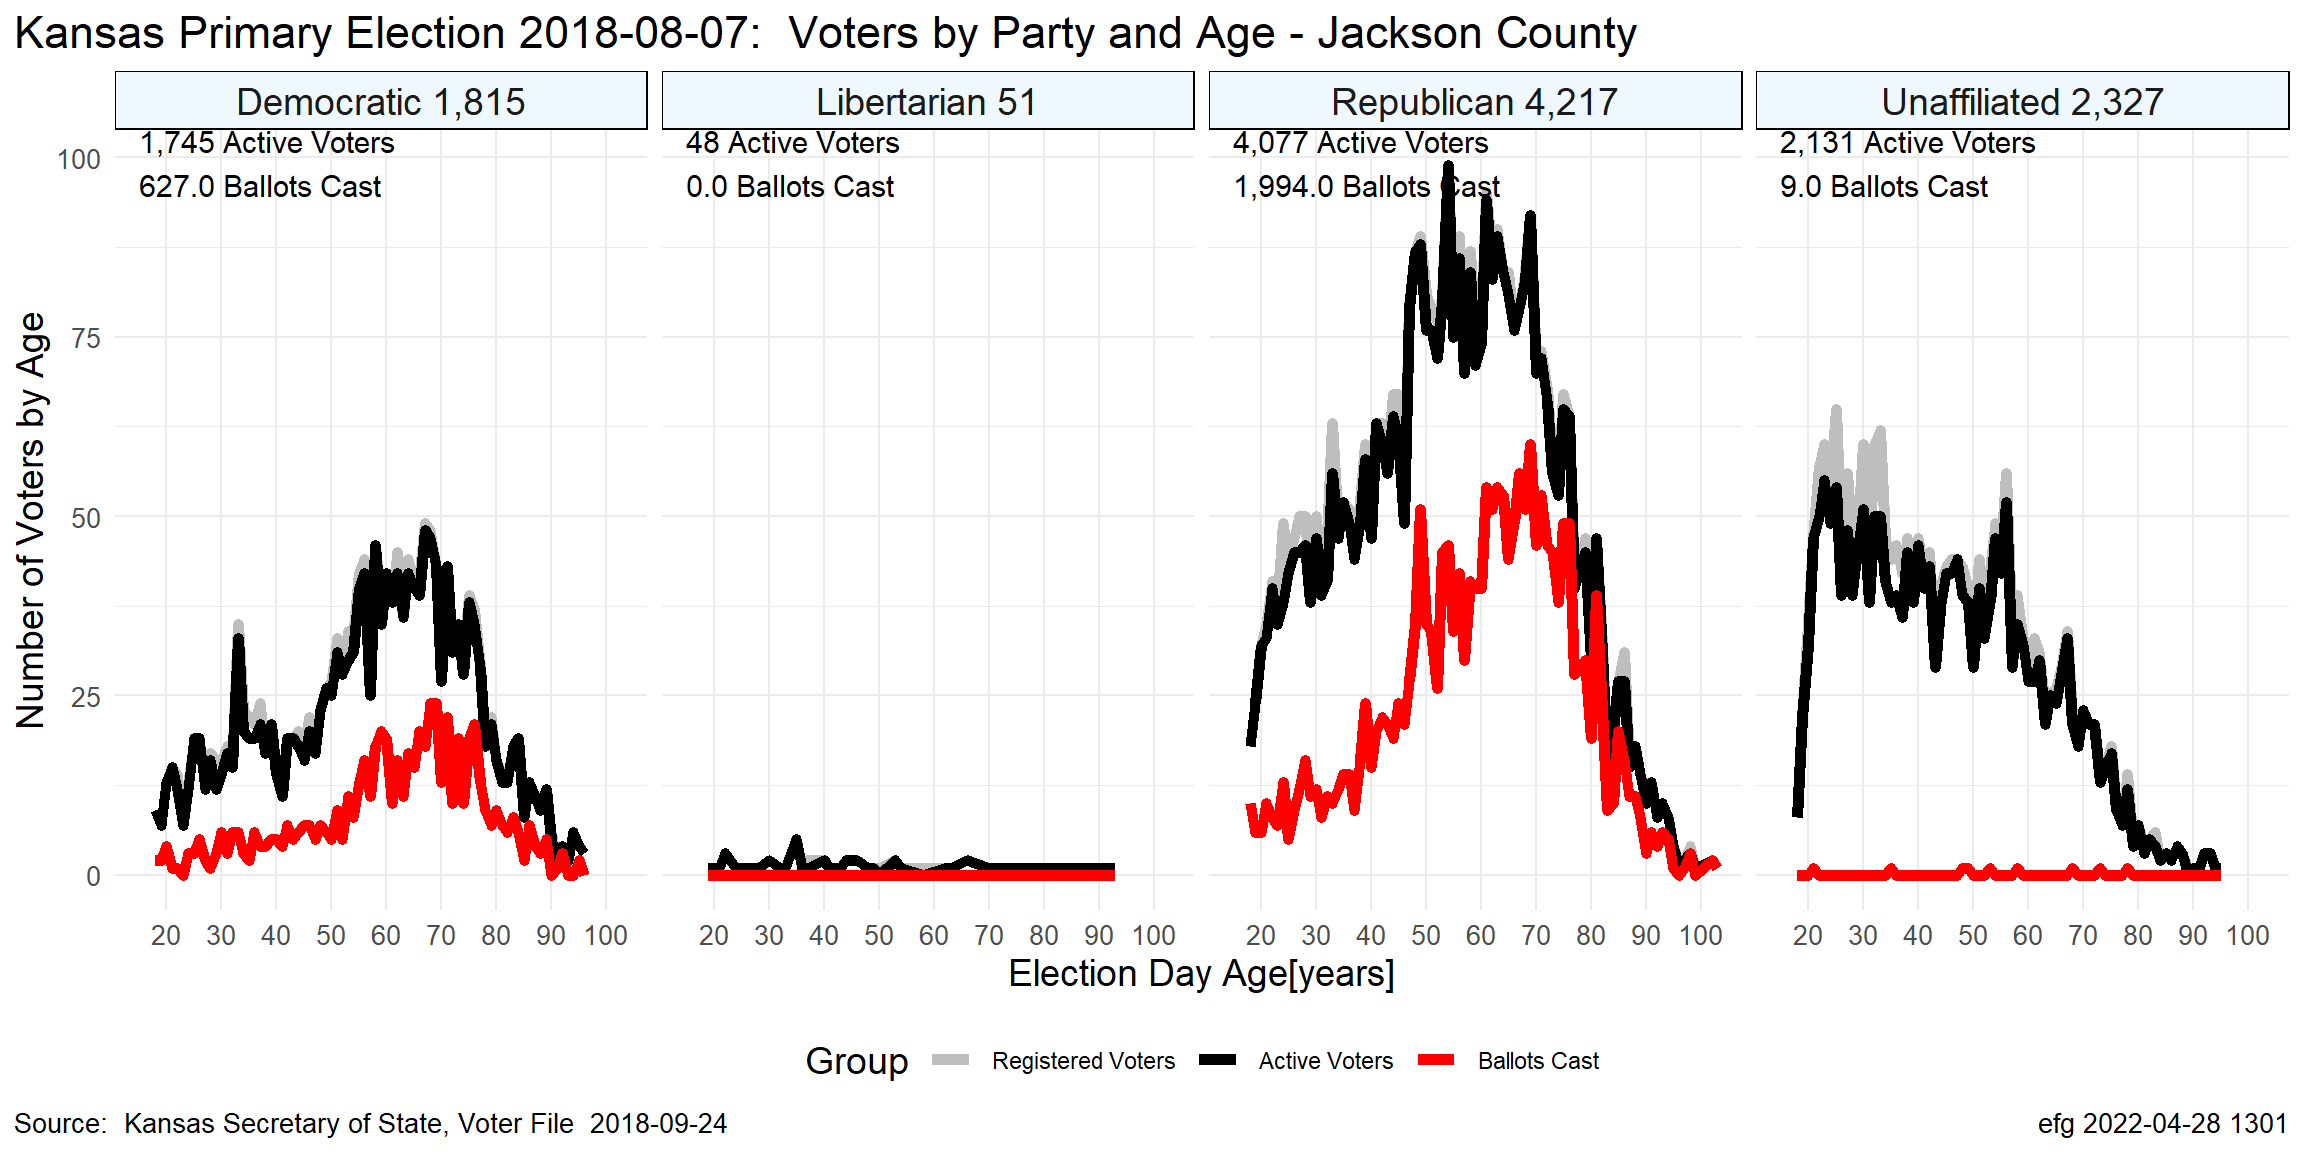 Kansas Primary Election 2018-08-07:  Voters by Party and Age - Jackson County
Democratic 1,815
Libertarian 51
Republican 4,217
Unaffiliated 2,327
1,745 Active Voters
627.0 Ballots Cast
48 Active Voters
0.0 Ballots Cast
4,077 Active Voters
1,994.0 Ballots Cast
2,131 Active Voters
9.0 Ballots Cast
Number of Voters by Age
100
75
50
25
0
20 30 40 50 60 70 80 90 100
20 30 40 50 60 70 80 90 100
20 30 40 50 60 70 80 90 100
20 30 40 50 60 70 80 90 100
Election Day Age[years]
Group Registered Voters Active Voters Ballots Cast
Source:  Kansas Secretary of State, Voter File  2018-09-24
efg 2022-04-28 1301